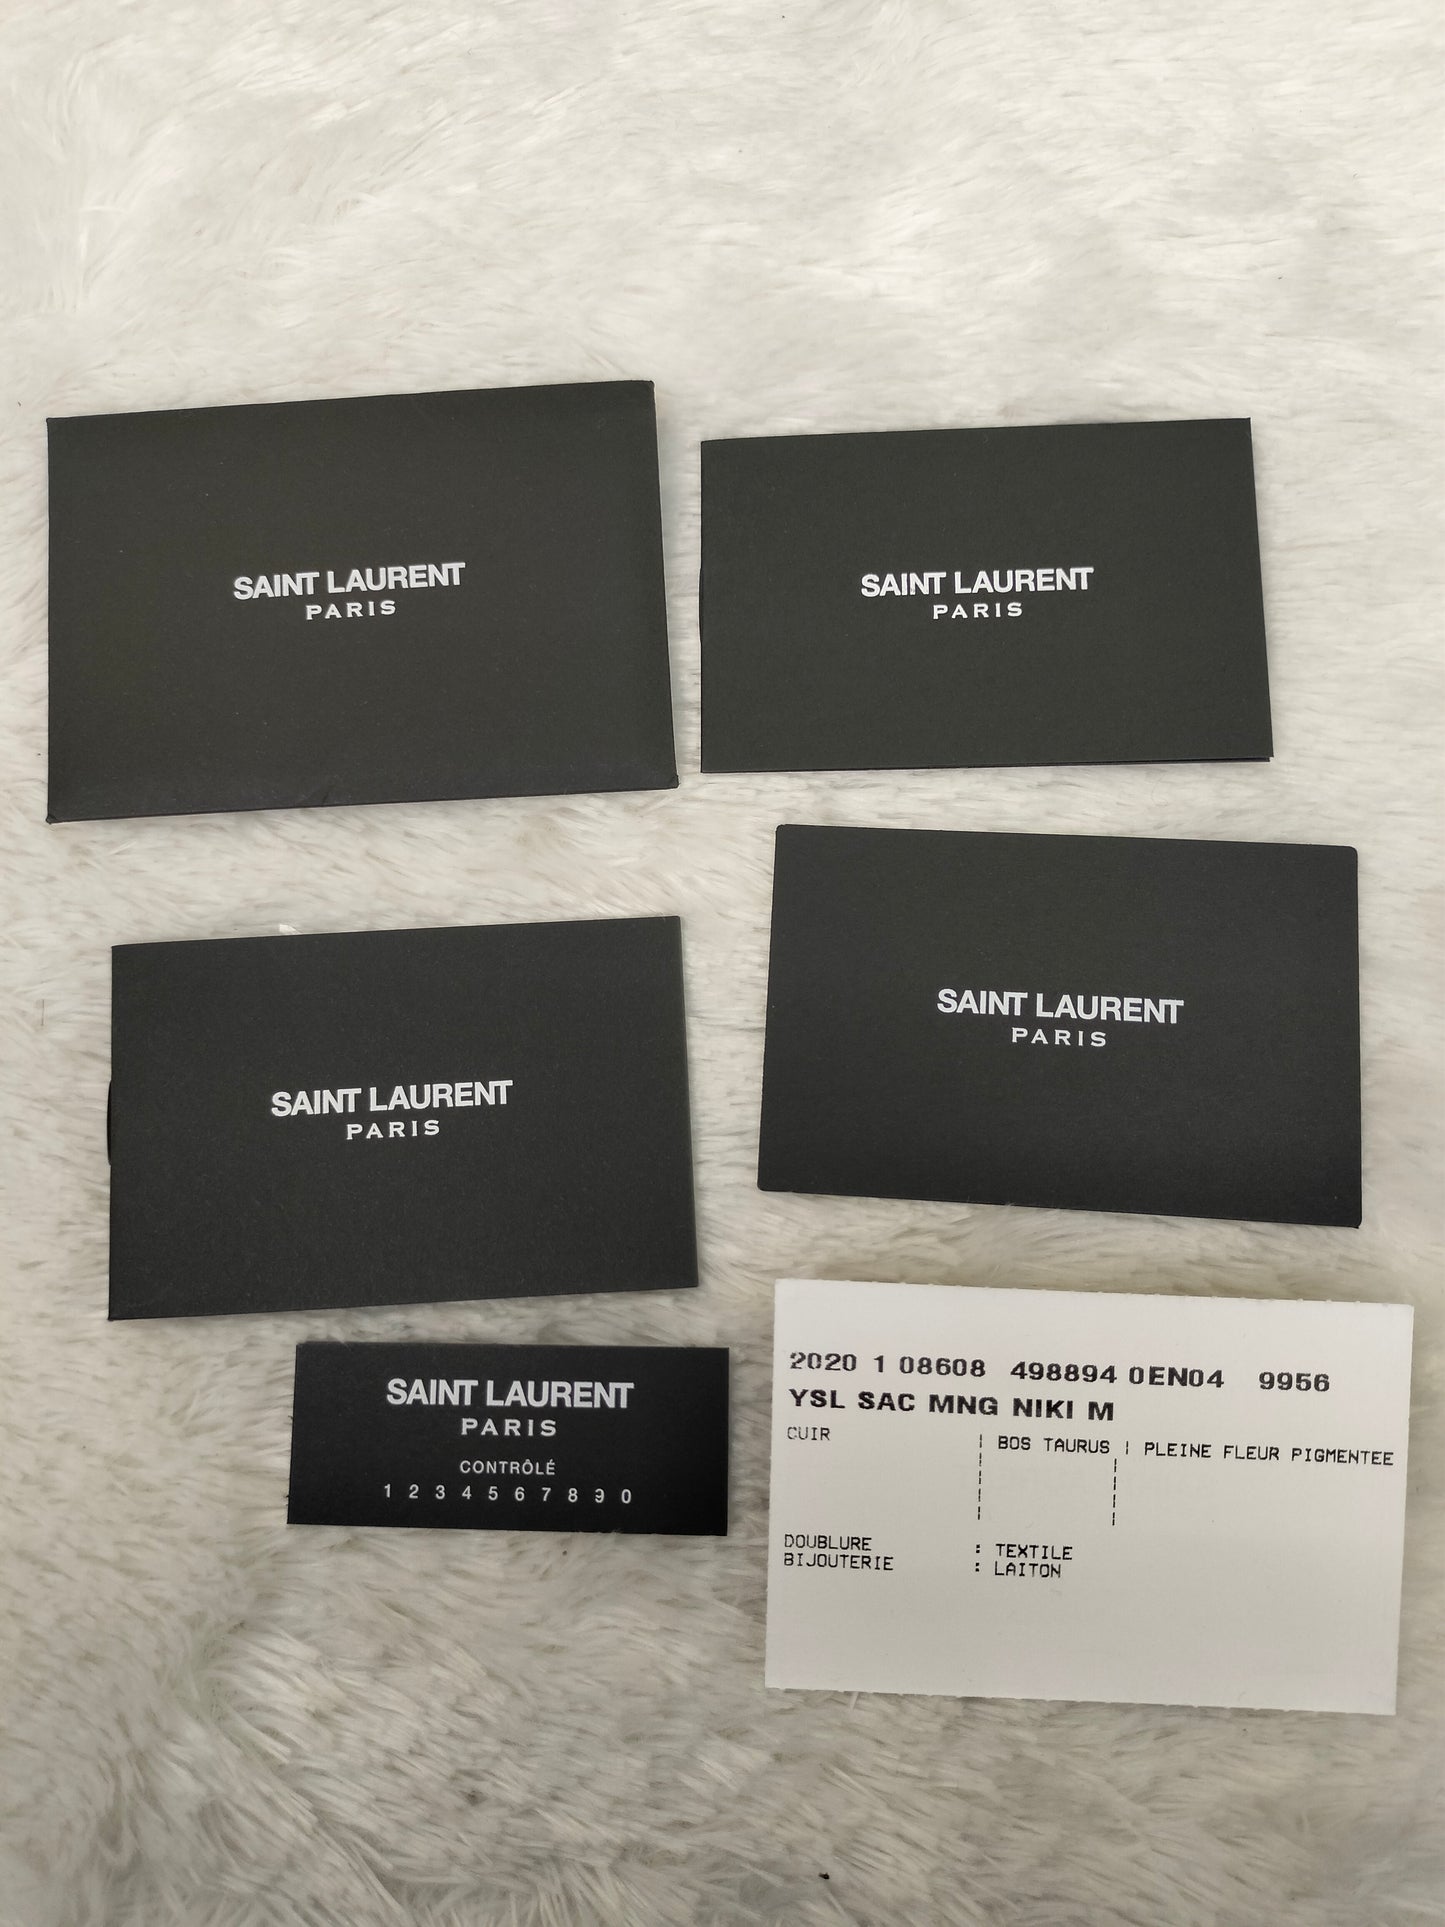 SAINT LAURENT
PARIS
SAINT LAURENT
PARIS
SAINT LAURENT
PARIS
SAINT LAURENT
PARIS
SAINT LAURENT
PARIS
CONTRÔLÉ
1 2 3 4 5 6 7 8 9 0
2020 1 08608 498894 0EN04 9956
YSL SAC MNG NIKI M
CUIR | BOS TAURUS | PLEINE FLEUR PIGMENTEE
DOUBLURE : TEXTILE
BIJOUTERIE : LAITON